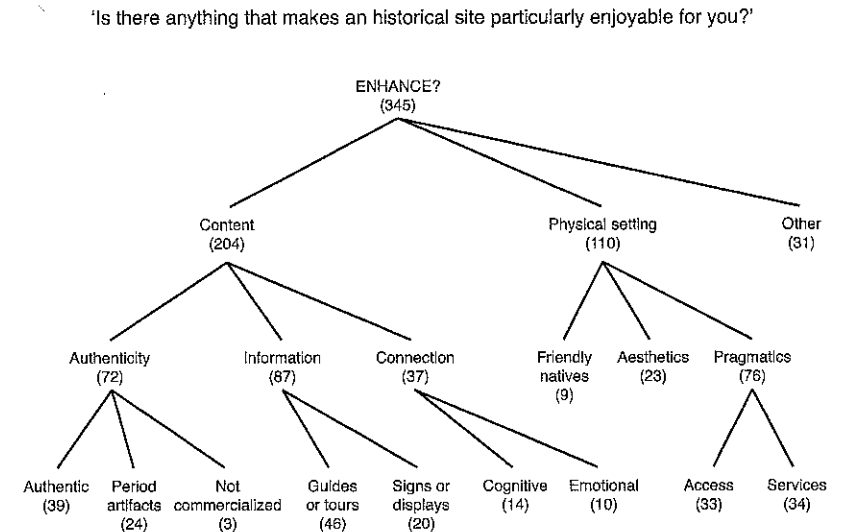 'Is there anything that makes an historical site particularly enjoyable for you?'
ENHANCE?
(345)
Content
(204)
Physical setting
(110)
Other
(31)
Authenticity
(72)
Information
(87)
Connection
(37)
Friendly
natives
(9)
Aesthetics
(23)
Pragmatics
(76)
Authentic
(39)
Period
artifacts
(24)
Not
commercialized
(3)
Guides
or tours
(46)
Signs or
displays
(20)
Cognitive
(14)
Emotional
(10)
Access
(33)
Services
(34)